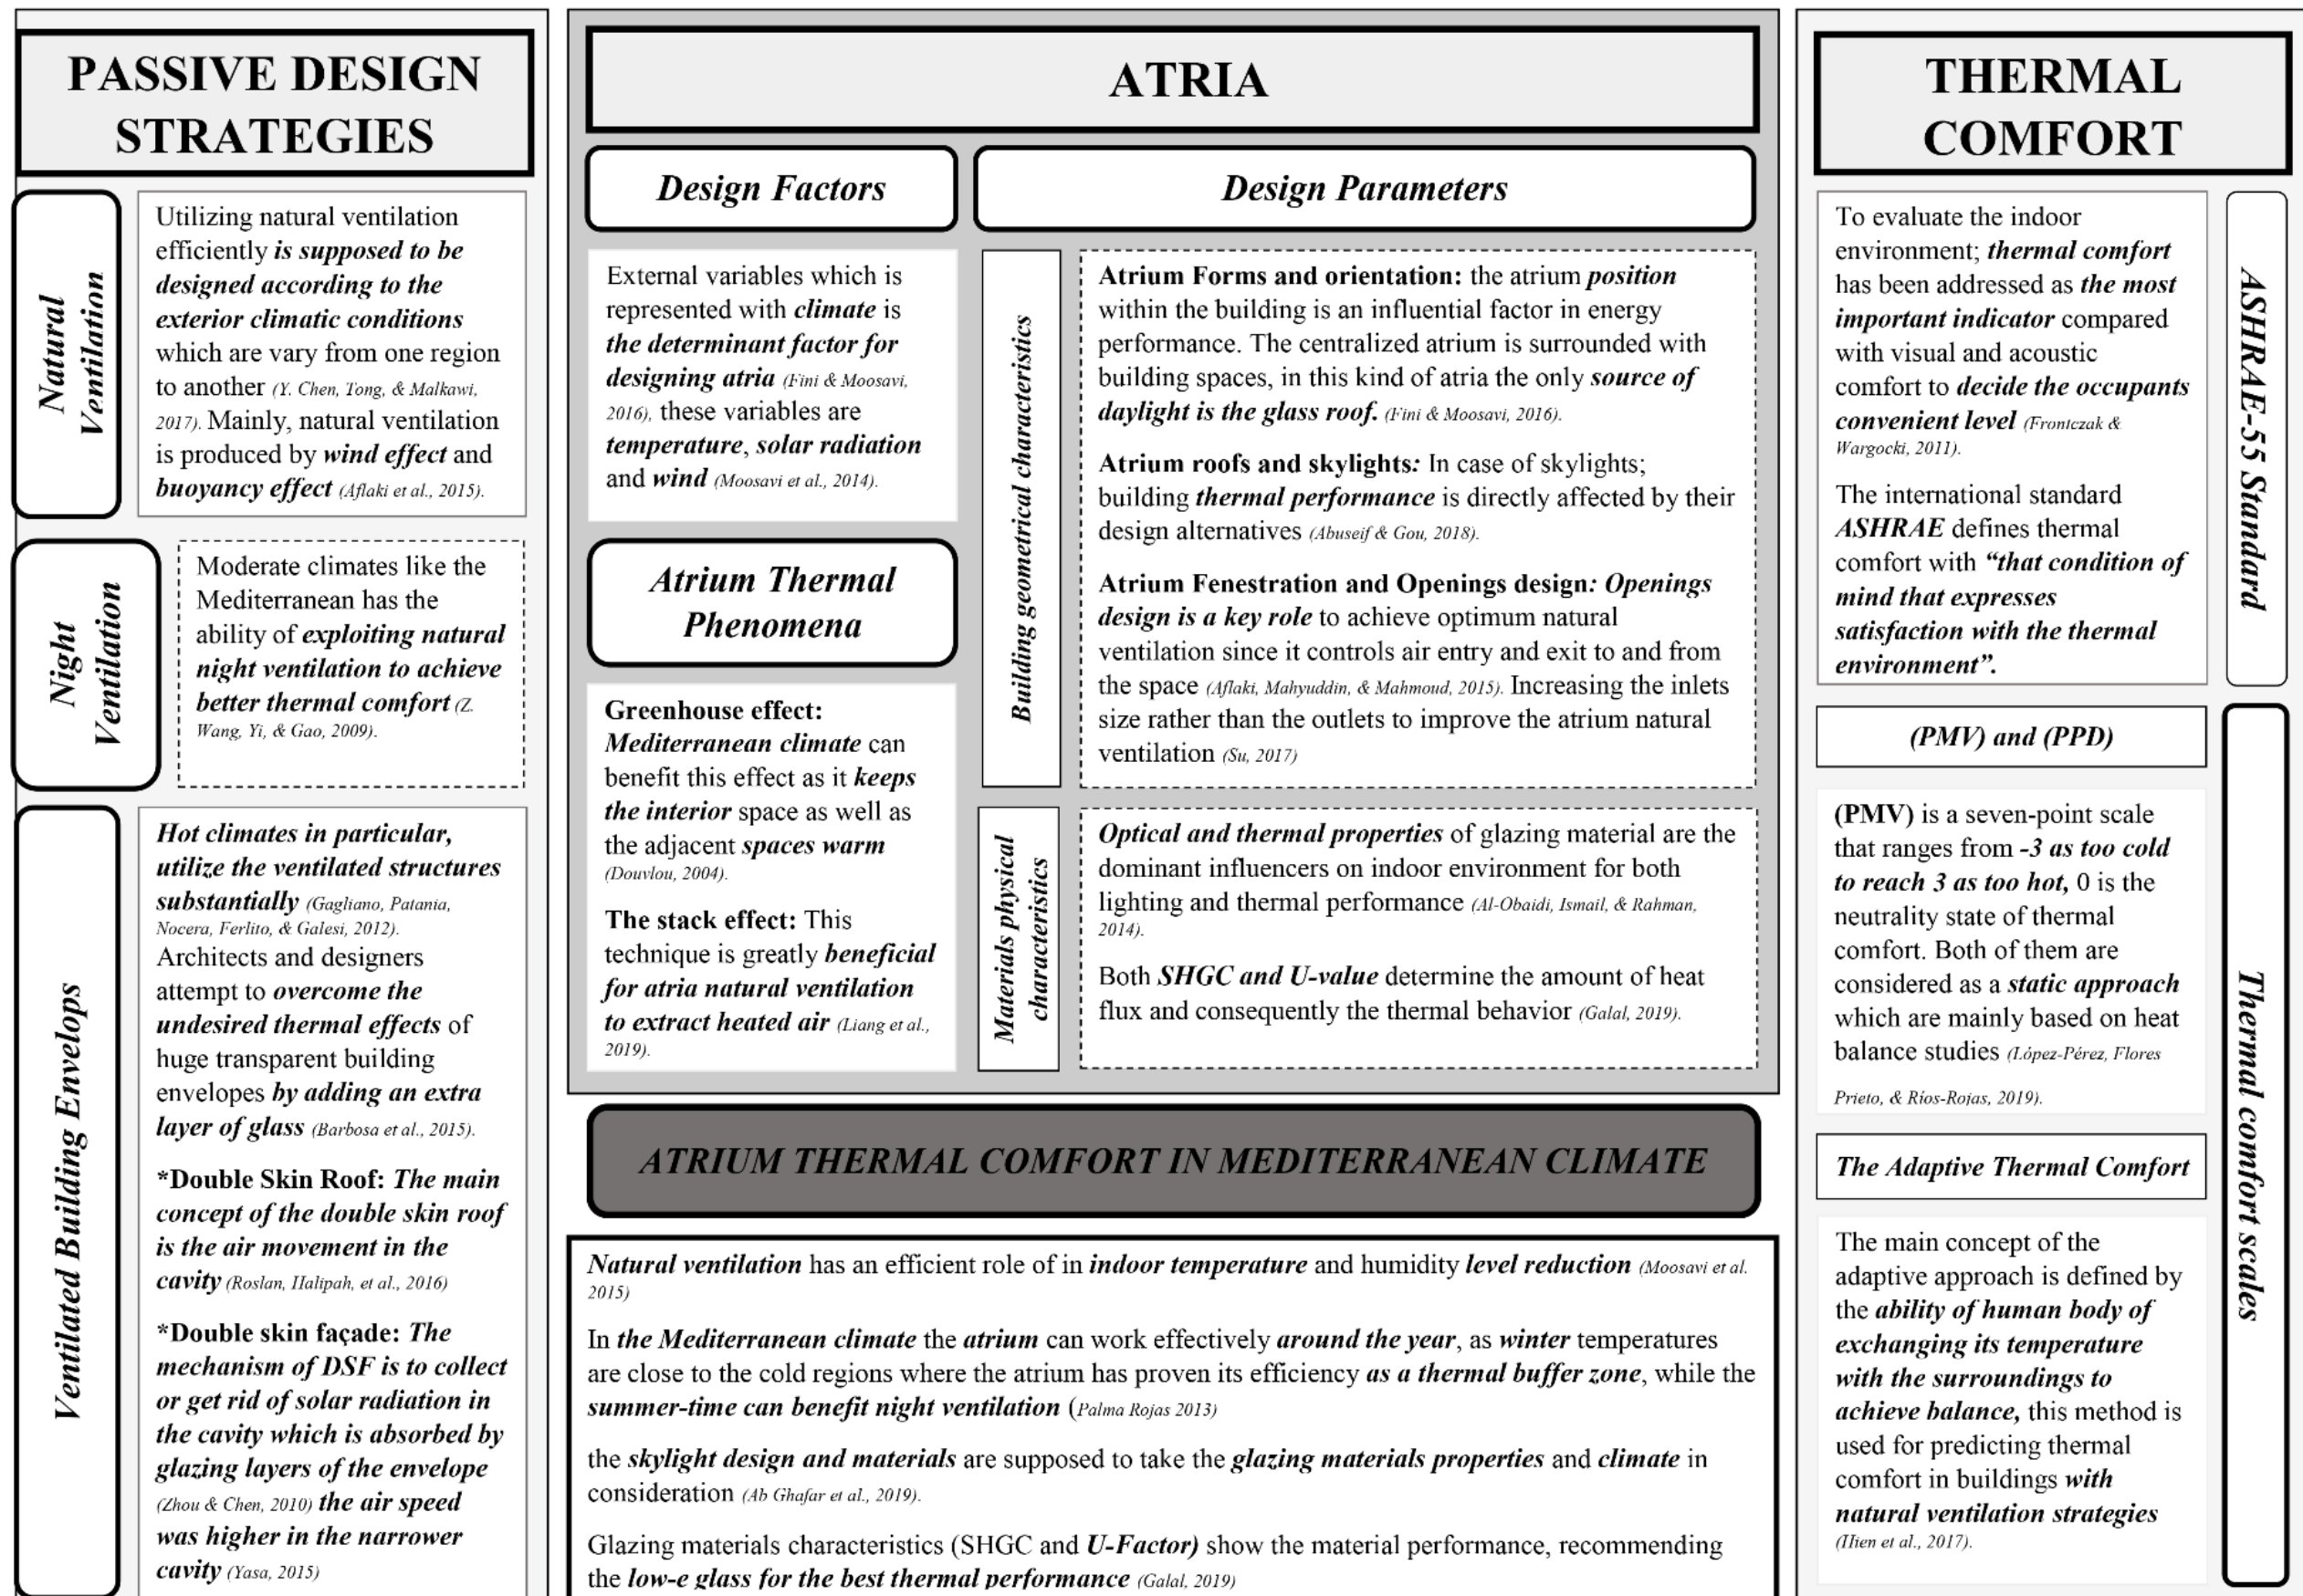 PASSIVE DESIGN
STRATEGIES
Natural
Ventilation
Utilizing natural ventilation
efficiently is supposed to be
designed according to the
exterior climatic conditions
which are vary from one region
to another (Y. Chen, Tong, & Malkawi,
2017). Mainly, natural ventilation
is produced by wind effect and
buoyancy effect (Aflaki et al., 2015).
Night
Ventilation
Moderate climates like the
Mediterranean has the
ability of exploiting natural
night ventilation to achieve
better thermal comfort (Z.
Wang, Yi, & Gao, 2009).
Ventilated Building Envelops
Hot climates in particular,
utilize the ventilated structures
substantially (Gagliano, Patania,
Nocera, Ferlito, & Galesi, 2012).
Architects and designers
attempt to overcome the
undesired thermal effects of
huge transparent building
envelopes by adding an extra
layer of glass (Barbosa et al., 2015).
*Double Skin Roof: The main
concept of the double skin roof
is the air movement in the
cavity (Roslan, Halipah, et al., 2016)
*Double skin façade: The
mechanism of DSF is to collect
or get rid of solar radiation in
the cavity which is absorbed by
glazing layers of the envelope
(Zhou & Chen, 2010) the air speed
was higher in the narrower
cavity (Yasa, 2015)
ATRIA
Design Factors
External variables which is
represented with climate is
the determinant factor for
designing atria (Fini & Moosavi,
2016), these variables are
temperature, solar radiation
and wind (Moosavi et al., 2014).
Atrium Thermal
Phenomena
Greenhouse effect:
Mediterranean climate can
benefit this effect as it keeps
the interior space as well as
the adjacent spaces warm
(Douvlou, 2004).
The stack effect: This
technique is greatly beneficial
for atria natural ventilation
to extract heated air (Liang et al.,
2019).
Design Parameters
Building geometrical characteristics
Atrium Forms and orientation: the atrium position
within the building is an influential factor in energy
performance. The centralized atrium is surrounded with
building spaces, in this kind of atria the only source of
daylight is the glass roof. (Fini & Moosavi, 2016).
Atrium roofs and skylights: In case of skylights;
building thermal performance is directly affected by their
design alternatives (Abuseif & Gou, 2018).
Atrium Fenestration and Openings design: Openings
design is a key role to achieve optimum natural
ventilation since it controls air entry and exit to and from
the space (Aflaki, Mahyuddin, & Mahmoud, 2015). Increasing the inlets
size rather than the outlets to improve the atrium natural
ventilation (Su, 2017)
Materials physical
characteristics
Optical and thermal properties of glazing material are the
dominant influencers on indoor environment for both
lighting and thermal performance (Al-Obaidi, Ismail, & Rahman,
2014).
Both SHGC and U-value determine the amount of heat
flux and consequently the thermal behavior (Galal, 2019).
ATRIUM THERMAL COMFORT IN MEDITERRANEAN CLIMATE
Natural ventilation has an efficient role of in indoor temperature and humidity level reduction (Moosavi et al.
2015)
In the Mediterranean climate the atrium can work effectively around the year, as winter temperatures
are close to the cold regions where the atrium has proven its efficiency as a thermal buffer zone, while the
summer-time can benefit night ventilation (Palma Rojas 2013)
the skylight design and materials are supposed to take the glazing materials properties and climate in
consideration (Ab Ghafar et al., 2019).
Glazing materials characteristics (SHGC and U-Factor) show the material performance, recommending
the low-e glass for the best thermal performance (Galal, 2019)
THERMAL
COMFORT
To evaluate the indoor
environment; thermal comfort
has been addressed as the most
important indicator compared
with visual and acoustic
comfort to decide the occupants
convenient level (Frontczak &
Wargocki, 2011).
The international standard
ASHRAE defines thermal
comfort with “that condition of
mind that expresses
satisfaction with the thermal
environment”.
ASHRAE-55 Standard
(PMV) and (PPD)
(PMV) is a seven-point scale
that ranges from -3 as too cold
to reach 3 as too hot, 0 is the
neutrality state of thermal
comfort. Both of them are
considered as a static approach
which are mainly based on heat
balance studies (López-Pérez, Flores
Prieto, & Ríos-Rojas, 2019).
The Adaptive Thermal Comfort
The main concept of the
adaptive approach is defined by
the ability of human body of
exchanging its temperature
with the surroundings to
achieve balance, this method is
used for predicting thermal
comfort in buildings with
natural ventilation strategies
(Hien et al., 2017).
Thermal comfort scales